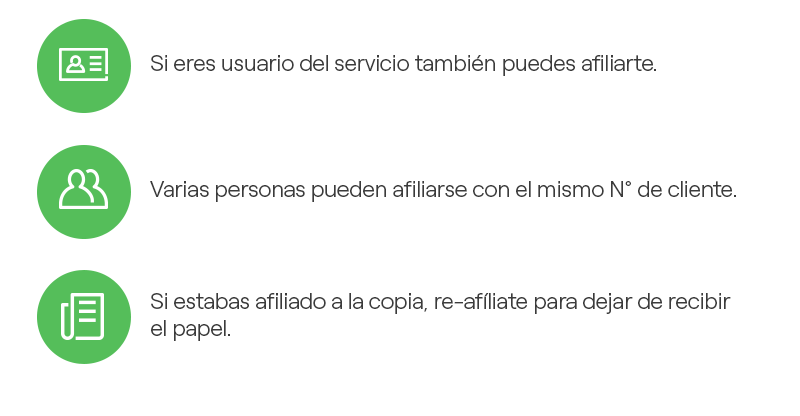 Si eres usuario del servicio también puedes afiliarte.
Varias personas pueden afiliarse con el mismo N° de cliente.
Si estabas afiliado a la copia, re-afíliate para dejar de recibir
el papel.